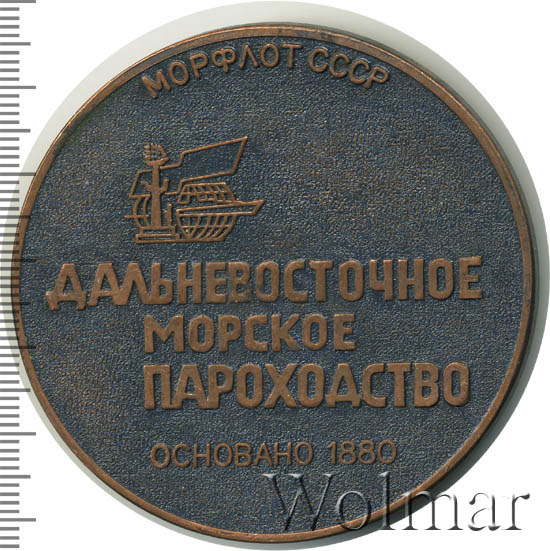 МОРФЛОТ СССР
ДАЛЬНЕВОСТОЧНОЕ
МОРСКОЕ
ПАРОХОДСТВО
ОСНОВАНО 1880
Wolmar